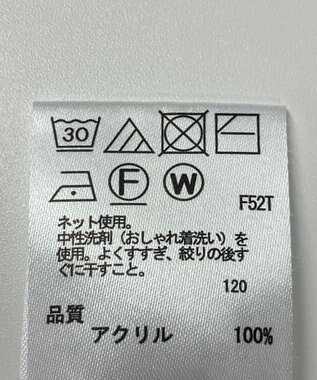 30
F W
F52T
ネット使用。
中性洗剤（おしゃれ着洗い）を
使用。よくすすぎ、絞りの後す
ぐに干すこと。
120
品質
アクリル 100%